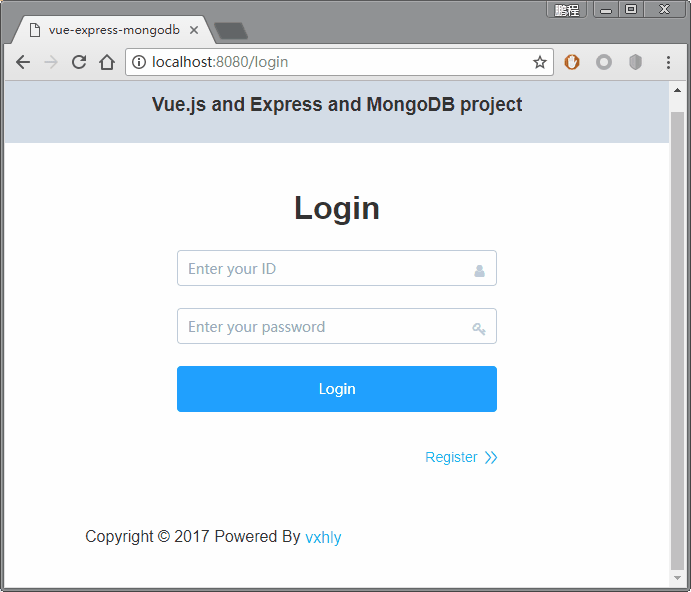 鹏程
vue-express-mongodb
localhost:8080/login
Vue.js and Express and MongoDB project
Login
Enter your ID
Enter your password
Login
Register
Copyright © 2017 Powered By vxhly